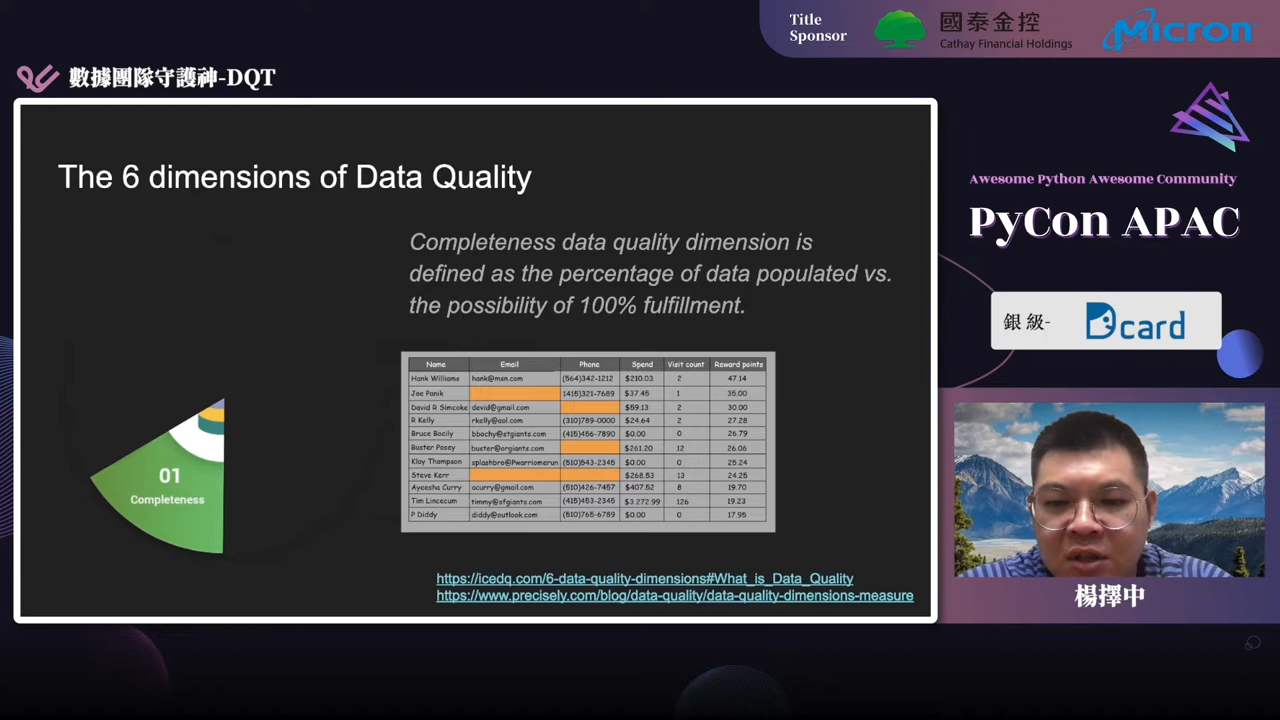 Title
Sponsor
國泰金控
Cathay Financial Holdings
Micron
數據團隊守護神-DQT
The 6 dimensions of Data Quality
Completeness data quality dimension is
defined as the percentage of data populated vs.
the possibility of 100% fulfillment.
01
Completeness
Name Email Phone Spend Visit count Reward points
Hank Williams hank@msn.com (564)342-1212 $210.03 2 47.14
Joe Panik 1415)321-7689 $37.45 1 35.00
David R Simcoke devid@gmail.com $59.13 2 30.00
R Kelly rkelly@aol.com (310)789-0000 $24.64 2 27.28
Bruce Bocily bbochy@stgiants.com (415)456-7890 $0.00 0 26.79
Buster Posey buster@orgiants.com $261.20 12 26.06
Klay Thompson splashbro@Pwarriomerun (510)543-2345 $0.00 0 25.24
Steve Kerr $268.53 13 24.25
Ayeesha Curry acurry@gmail.com (510)426-7457 $407.52 8 19.70
Tim Lincecum timmy@sfgiants.com (415)453-2345 $3.272.99 126 19.23
P Diddy diddy@outlook.com (510)765-6789 $0.00 0 17.95
https://icedq.com/6-data-quality-dimensions#What_is_Data_Quality
https://www.precisely.com/blog/data-quality/data-quality-dimensions-measure
Awesome Python Awesome Community
PyCon APAC
銀級-
Dcard
楊擇中